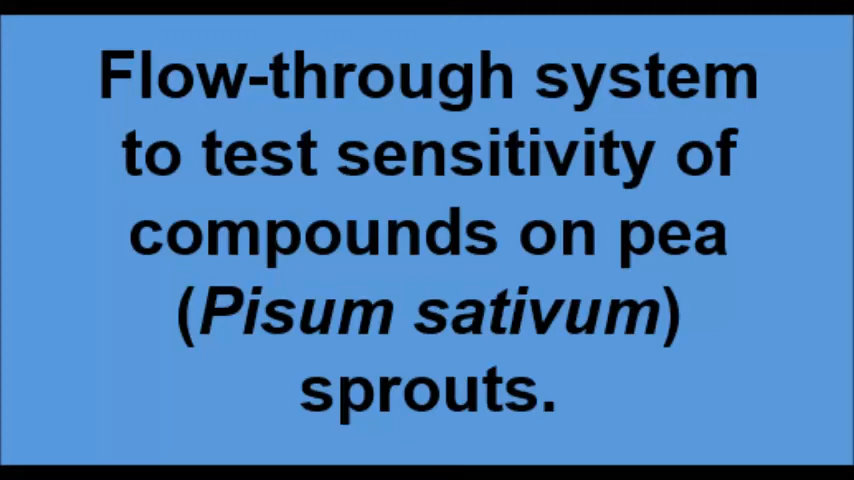 Flow-through system
to test sensitivity of
compounds on pea
(Pisum sativum)
sprouts.